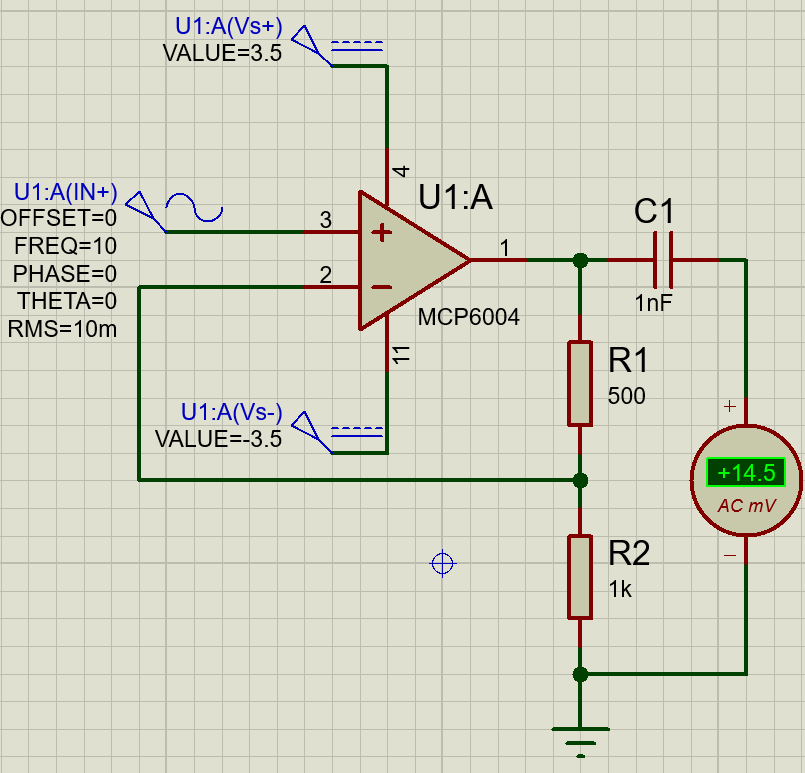 U1:A(Vs+)
VALUE=3.5
4
U1:A
U1:A(IN+)
OFFSET=0
FREQ=10
PHASE=0
THETA=0
RMS=10m
3
+
2
−
1
C1
1nF
MCP6004
11
R1
500
U1:A(Vs-)
VALUE=-3.5
+
+14.5
AC mV
−
R2
1k